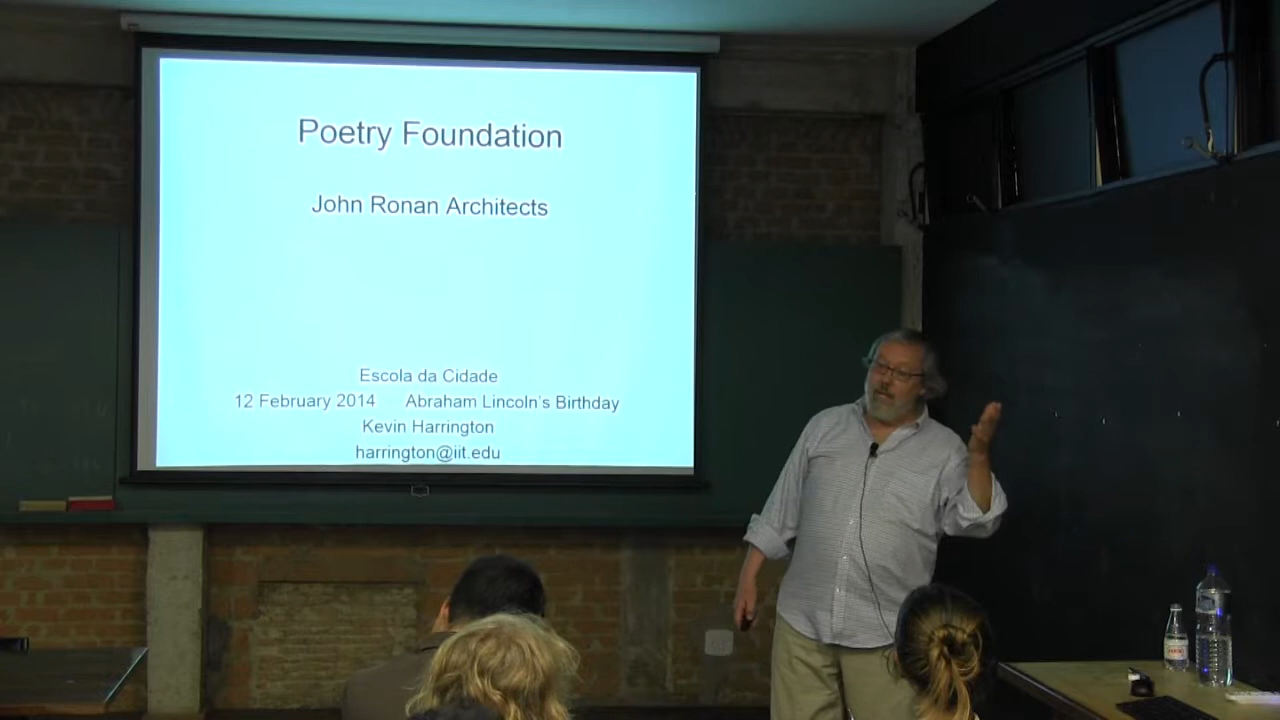 Poetry Foundation
John Ronan Architects
Escola da Cidade
12 February 2014 Abraham Lincoln's Birthday
Kevin Harrington
harrington@iit.edu